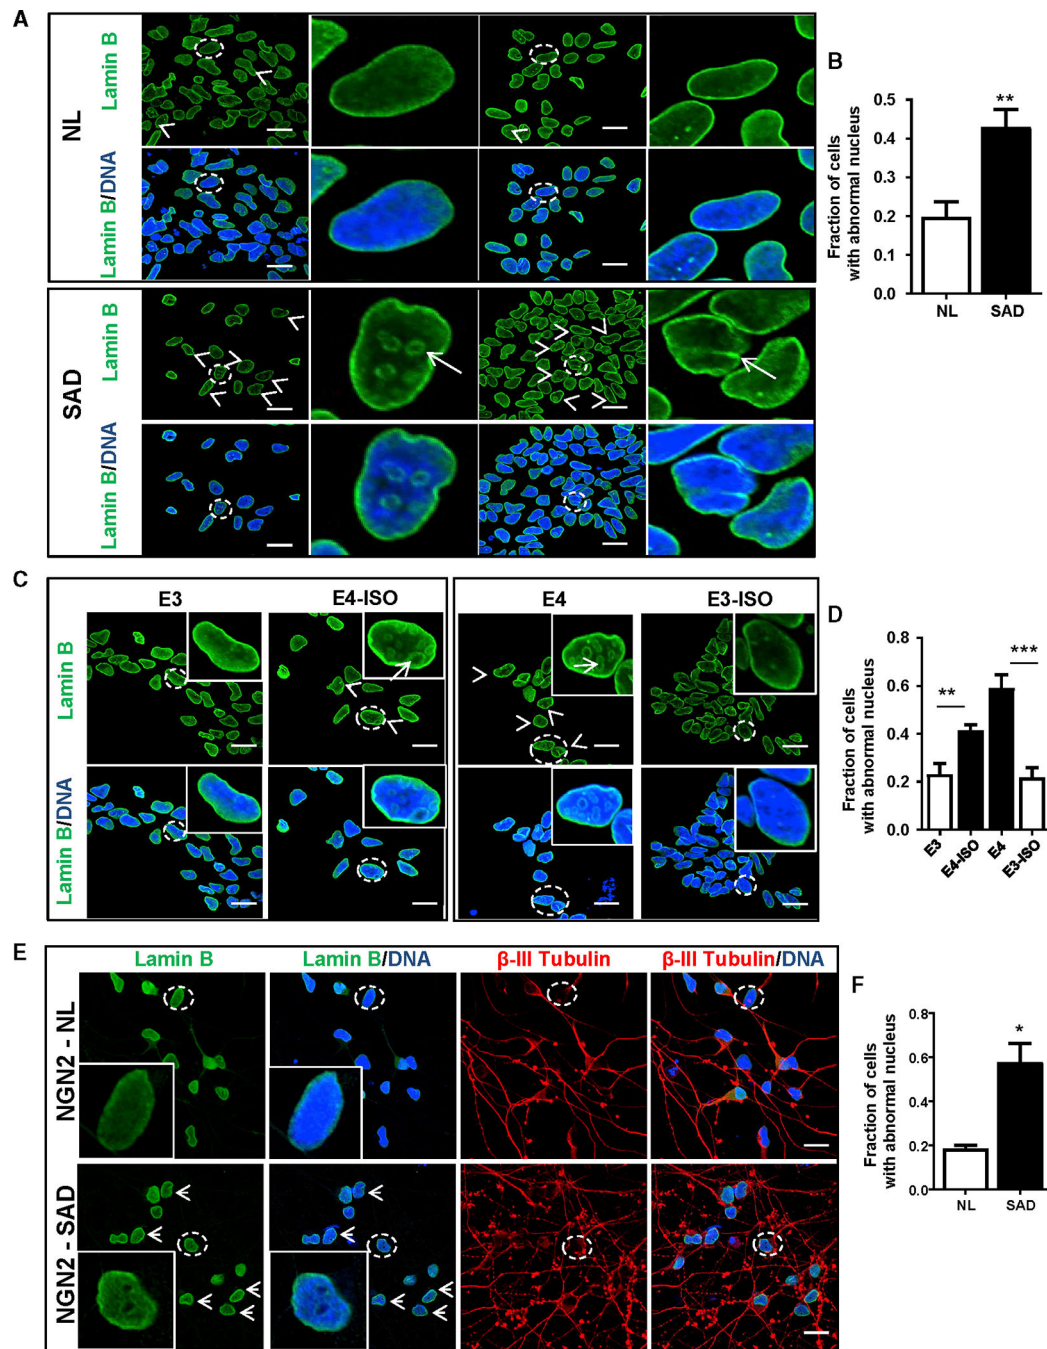 A
NL
Lamin B
Lamin B/DNA
SAD
Lamin B
Lamin B/DNA
B
Fraction of cells
with abnormal nucleus
0.5
0.4
0.3
0.2
0.1
0.0
**
NL SAD
C
E3 E4-ISO E4 E3-ISO
Lamin B
Lamin B/DNA
D
Fraction of cells
with abnormal nucleus
0.8
0.6
0.4
0.2
0.0
** ***
E3 E4-ISO E4 E3-ISO
E
Lamin B Lamin B/DNA β-III Tubulin β-III Tubulin/DNA
NGN2 - NL
NGN2 - SAD
F
Fraction of cells
with abnormal nucleus
0.8
0.6
0.4
0.2
0.0
*
NL SAD